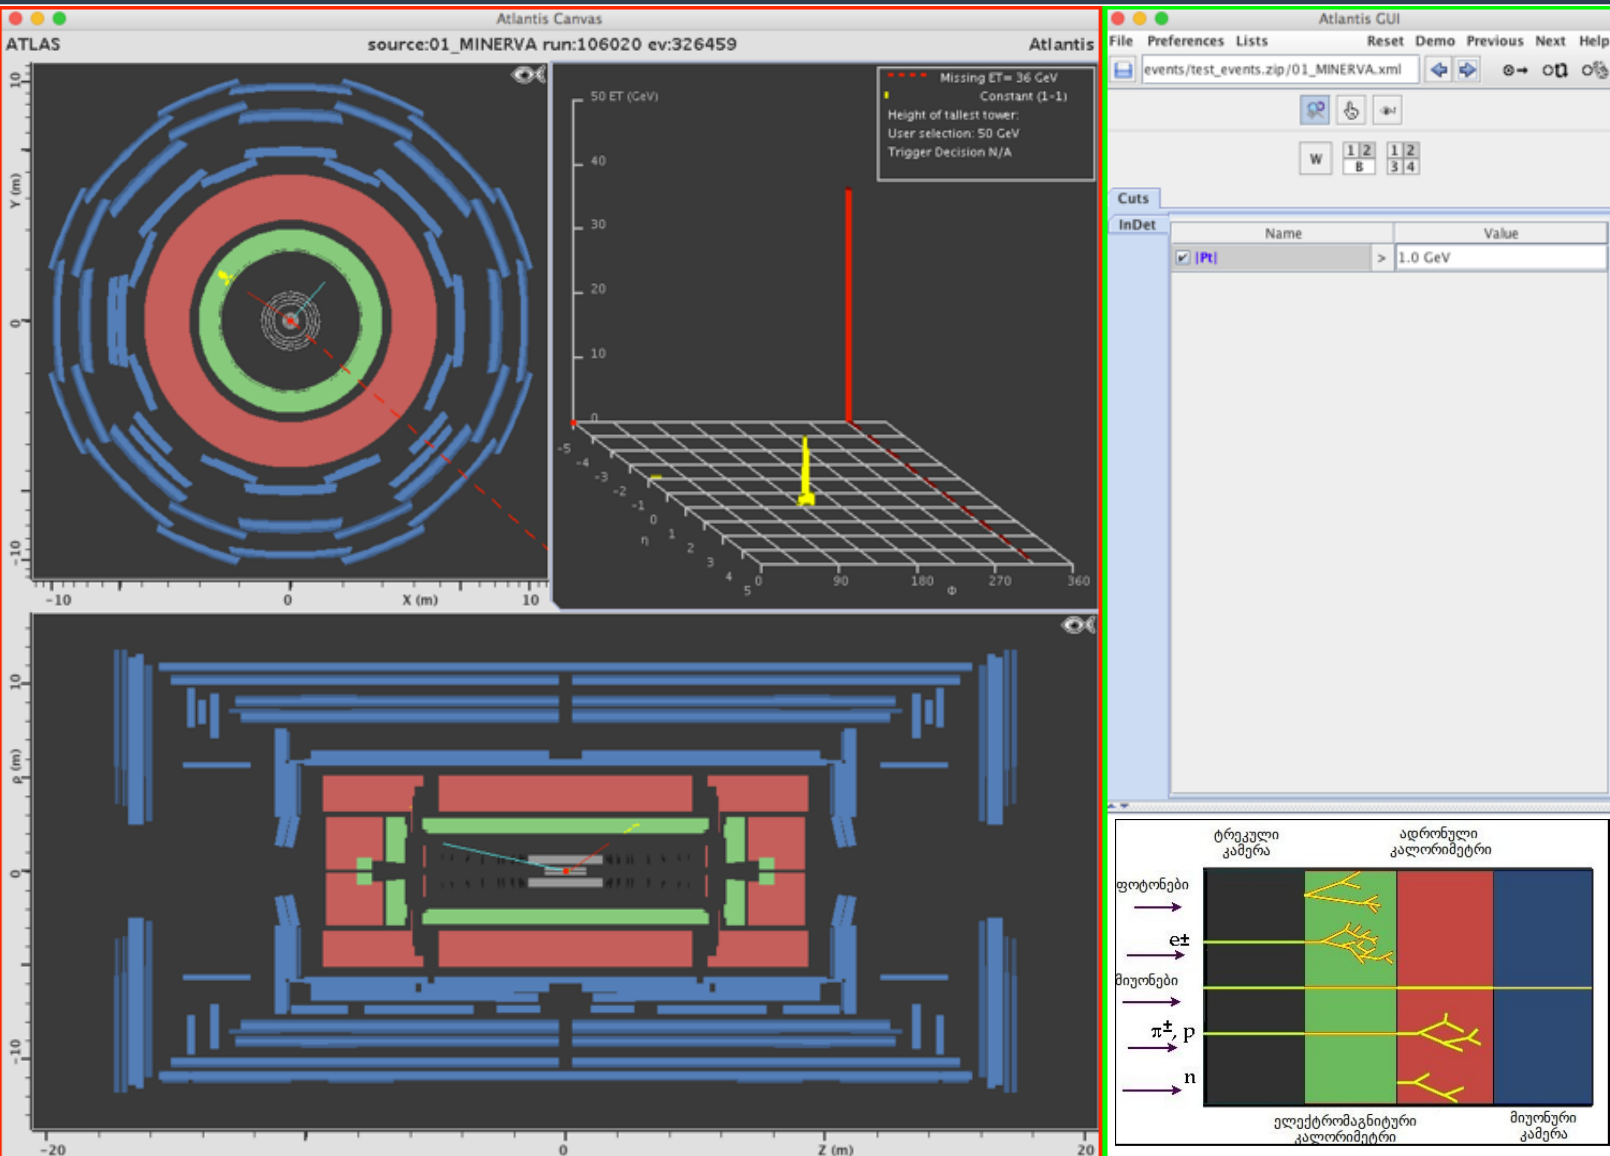 Atlantis Canvas
ATLAS source:01_MINERVA run:106020 ev:326459 Atlantis
10
Y (m)
0
-10
-10 0 X (m) 10
Missing ET= 36 GeV
Constant (1-1)
Height of tallest tower:
User selection: 50 GeV
Trigger Decision N/A
50 ET (GeV)
40
30
20
10
0
-5
-4
-3
-2
-1
0
η 1
2
3
4
5
0 90 180 270 360
Φ
10
ρ (m)
0
-10
-20 0 Z (m) 20
Atlantis GUI
File Preferences Lists Reset Demo Previous Next Help
events/test_events.zip/01_MINERVA.xml
W 1 2 B 1 2 3 4
Cuts
InDet
Name Value
|Pt| > 1.0 GeV
ტრეკული კამერა
ადრონული კალორიმეტრი
ფოტონები
e±
მიუონები
π±, p
n
ელექტრომაგნიტური კალორიმეტრი
მიუონური კამერა